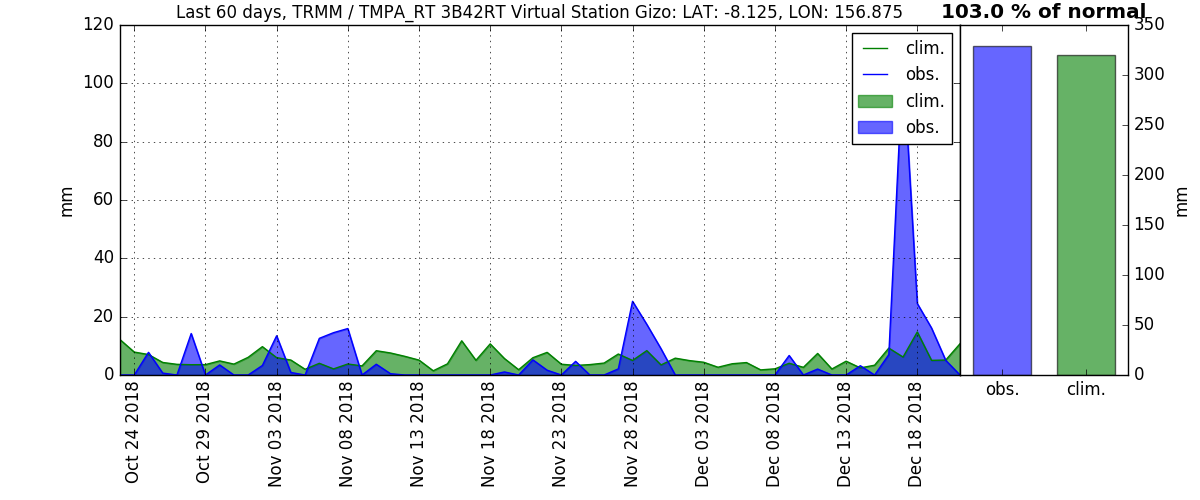 Last 60 days, TRMM / TMPA_RT 3B42RT Virtual Station Gizo: LAT: -8.125, LON: 156.875
103.0 % of normal
120
100
80
60
40
20
0
mm
clim.
obs.
clim.
obs.
350
300
250
200
150
100
50
0
mm
obs.
clim.
Oct 24 2018
Oct 29 2018
Nov 03 2018
Nov 08 2018
Nov 13 2018
Nov 18 2018
Nov 23 2018
Nov 28 2018
Dec 03 2018
Dec 08 2018
Dec 13 2018
Dec 18 2018